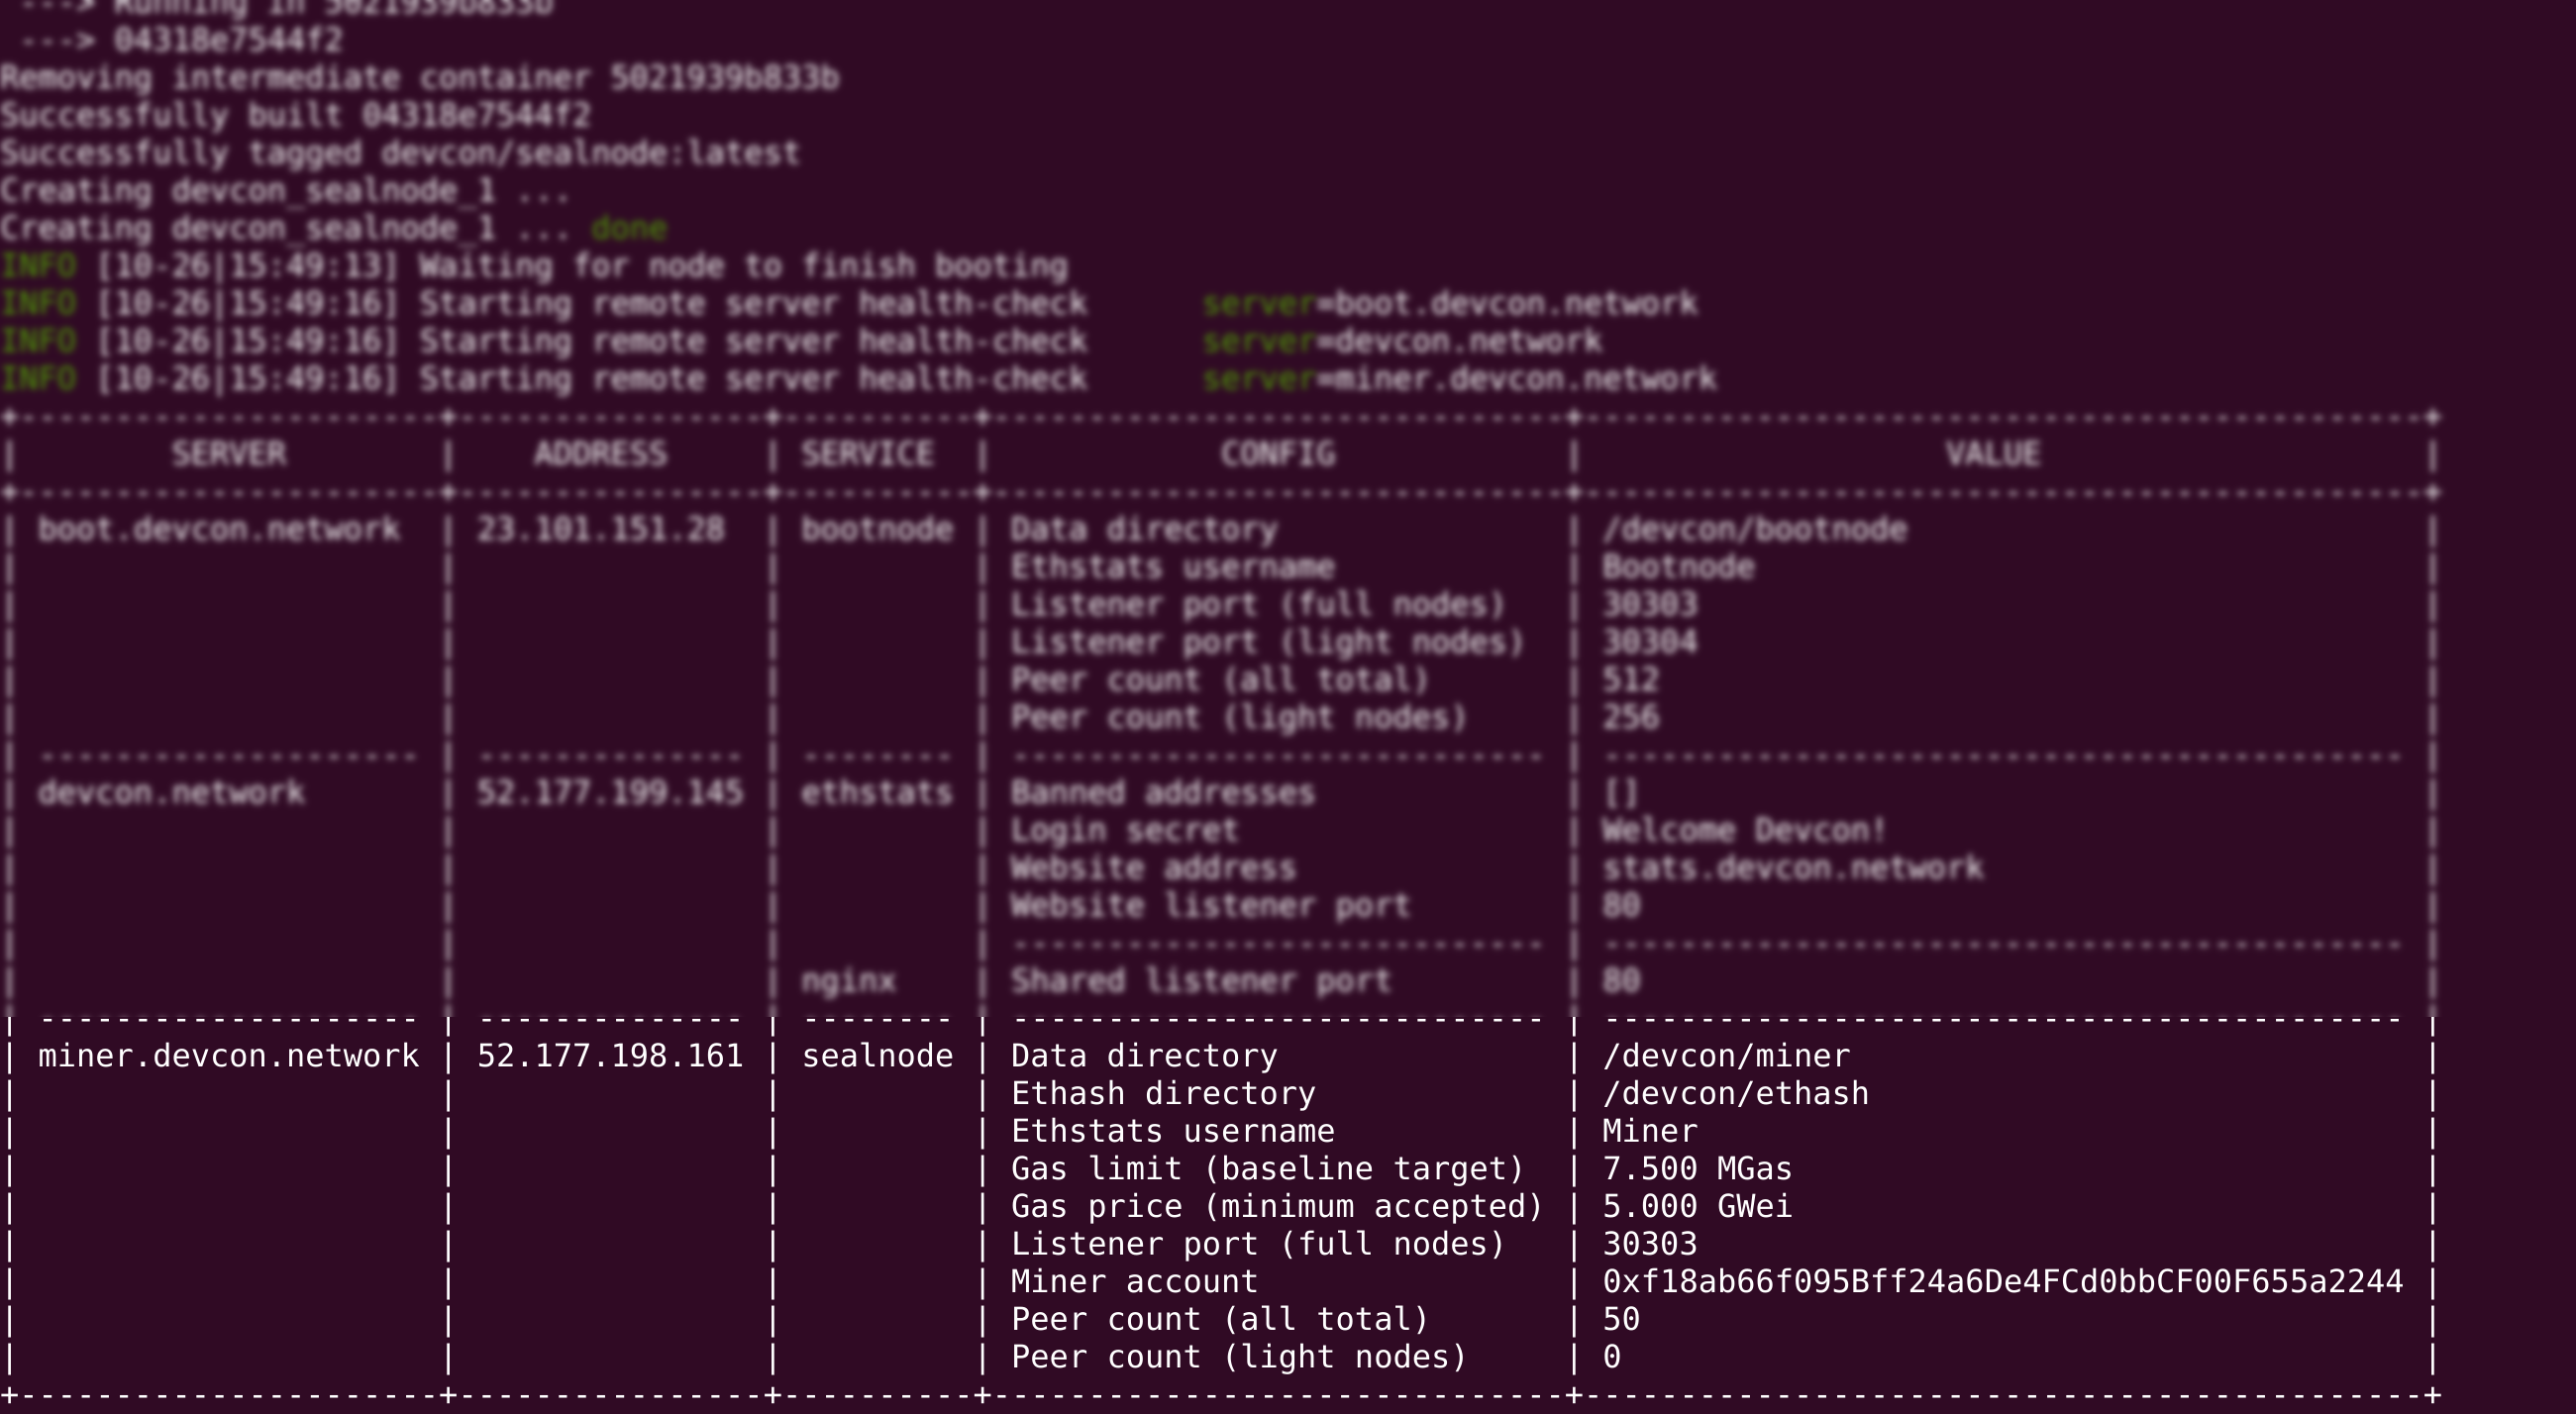 ---> Running in 5021939b833b
 ---> 04318e7544f2
Removing intermediate container 5021939b833b
Successfully built 04318e7544f2
Successfully tagged devcon/sealnode:latest
Creating devcon_sealnode_1 ...
Creating devcon_sealnode_1 ... done
INFO [10-26|15:49:13] Waiting for node to finish booting
INFO [10-26|15:49:16] Starting remote server health-check      server=boot.devcon.network
INFO [10-26|15:49:16] Starting remote server health-check      server=devcon.network
INFO [10-26|15:49:16] Starting remote server health-check      server=miner.devcon.network
| SERVER | ADDRESS | SERVICE | CONFIG | VALUE |
| boot.devcon.network | 23.101.151.28 | bootnode | Data directory | /devcon/bootnode |
| | | | Ethstats username | Bootnode |
| | | | Listener port (full nodes) | 30303 |
| | | | Listener port (light nodes) | 30304 |
| | | | Peer count (all total) | 512 |
| | | | Peer count (light nodes) | 256 |
| devcon.network | 52.177.199.145 | ethstats | Banned addresses | [] |
| | | | Login secret | Welcome Devcon! |
| | | | Website address | stats.devcon.network |
| | | | Website listener port | 80 |
| | | nginx | Shared listener port | 80 |
| miner.devcon.network | 52.177.198.161 | sealnode | Data directory | /devcon/miner |
| | | | Ethash directory | /devcon/ethash |
| | | | Ethstats username | Miner |
| | | | Gas limit (baseline target) | 7.500 MGas |
| | | | Gas price (minimum accepted) | 5.000 GWei |
| | | | Listener port (full nodes) | 30303 |
| | | | Miner account | 0xf18ab66f095Bff24a6De4FCd0bbCF00F655a2244 |
| | | | Peer count (all total) | 50 |
| | | | Peer count (light nodes) | 0 |